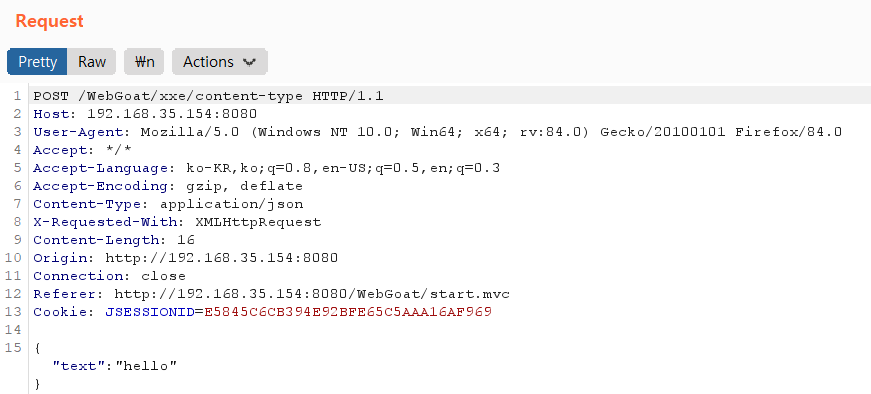 Request
Pretty Raw ₩n Actions
1 POST /WebGoat/xxe/content-type HTTP/1.1
2 Host: 192.168.35.154:8080
3 User-Agent: Mozilla/5.0 (Windows NT 10.0; Win64; x64; rv:84.0) Gecko/20100101 Firefox/84.0
4 Accept: */*
5 Accept-Language: ko-KR,ko;q=0.8,en-US;q=0.5,en;q=0.3
6 Accept-Encoding: gzip, deflate
7 Content-Type: application/json
8 X-Requested-With: XMLHttpRequest
9 Content-Length: 16
10 Origin: http://192.168.35.154:8080
11 Connection: close
12 Referer: http://192.168.35.154:8080/WebGoat/start.mvc
13 Cookie: JSESSIONID=E5845C6CB394E92BFE65C5AAA16AF969
14
15 {
"text":"hello"
}